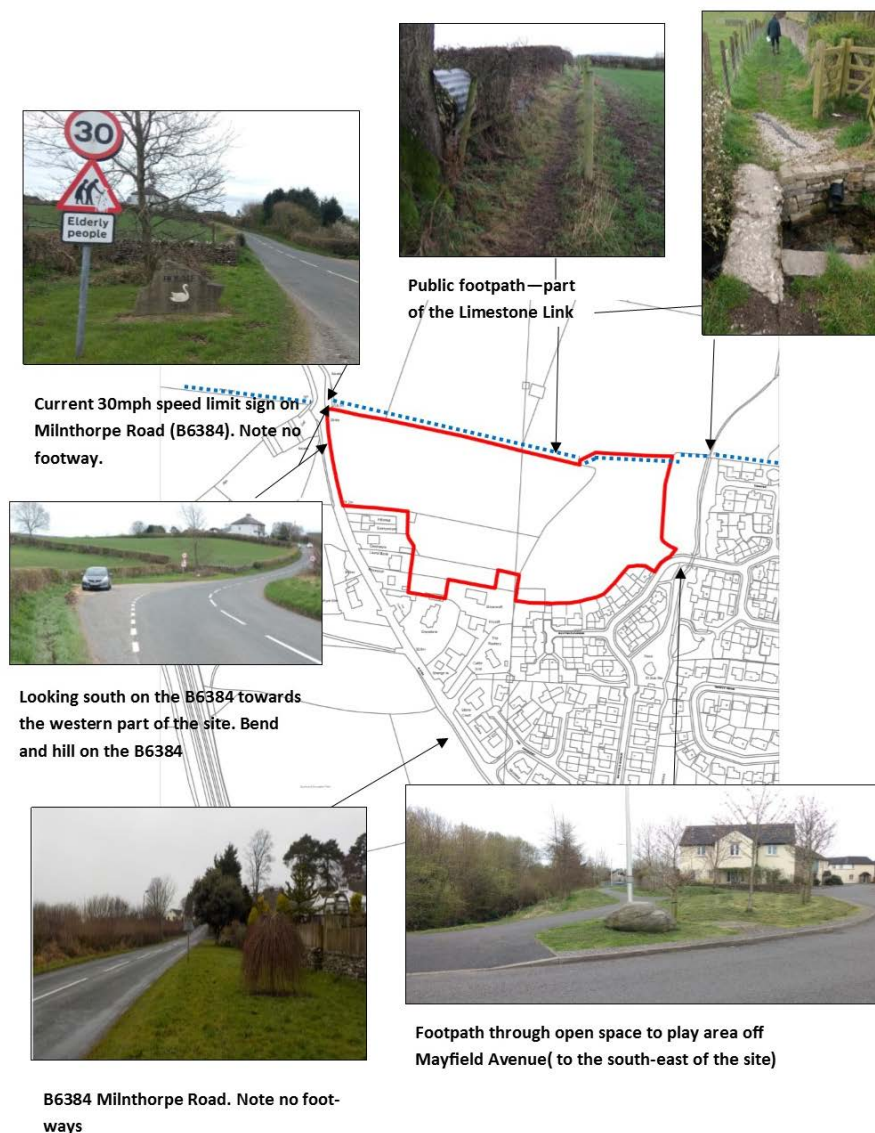 30
Elderly
people
Public footpath—part
of the Limestone Link
Current 30mph speed limit sign on
Milnthorpe Road (B6384). Note no
footway.
Looking south on the B6384 towards
the western part of the site. Bend
and hill on the B6384
B6384 Milnthorpe Road. Note no foot-
ways
Footpath through open space to play area off
Mayfield Avenue( to the south-east of the site)